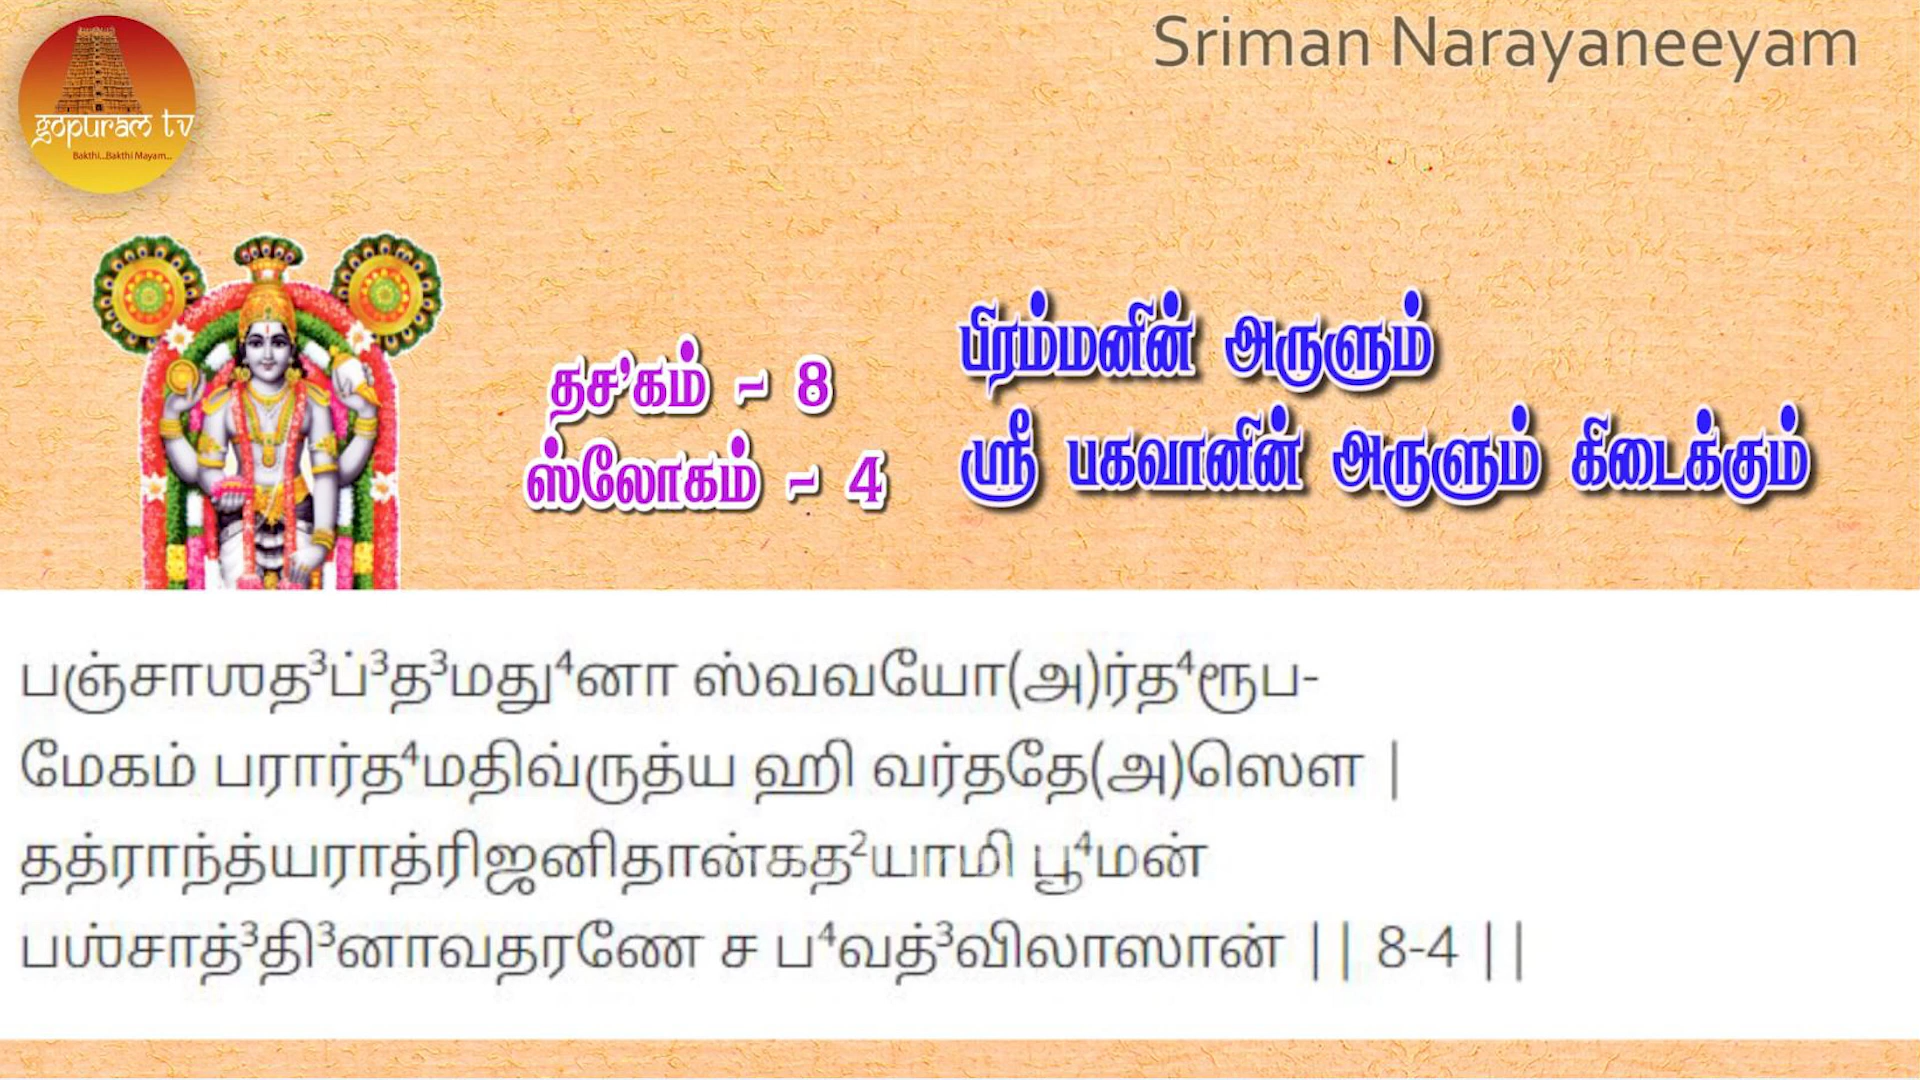 Sriman Narayaneeyam
gopuram tv
Bakthi...Bakthi Mayam...
தச’கம் - 8
ஸ்லோகம் - 4
பிரம்மனின் அருளும்
ஸ்ரீ பகவானின் அருளும் கிடைக்கும்
பஞ்சாஶத³ப்³த³மது⁴னா ஸ்வவயோ(அ)ர்த⁴ரூப-
மேகம் பரார்த⁴மதிவ்ருத்ய ஹி வர்ததே(அ)ஸௌ |
தத்ராந்த்யராத்ரிஜனிதான்கத²யாமி பூ⁴மன்
பஶ்சாத்³தி³னாவதரணே ச ப⁴வத்³விலாஸான் || 8-4 ||